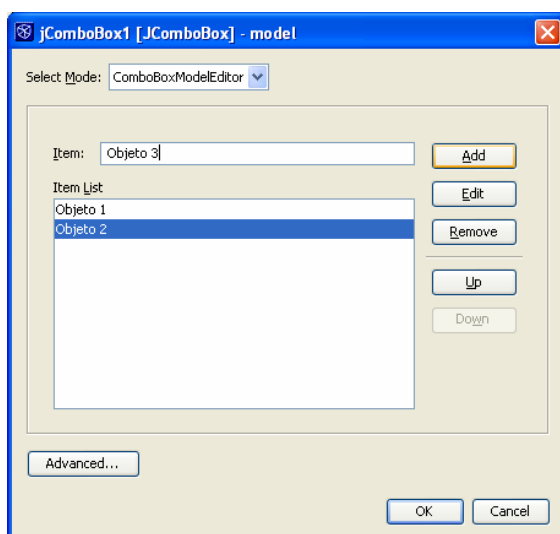 jComboBox1 [JComboBox] - model
Select Mode: ComboBoxModelEditor
Item: Objeto 3
Add
Item List
Edit
Objeto 1
Objeto 2
Remove
Up
Down
Advanced...
OK Cancel